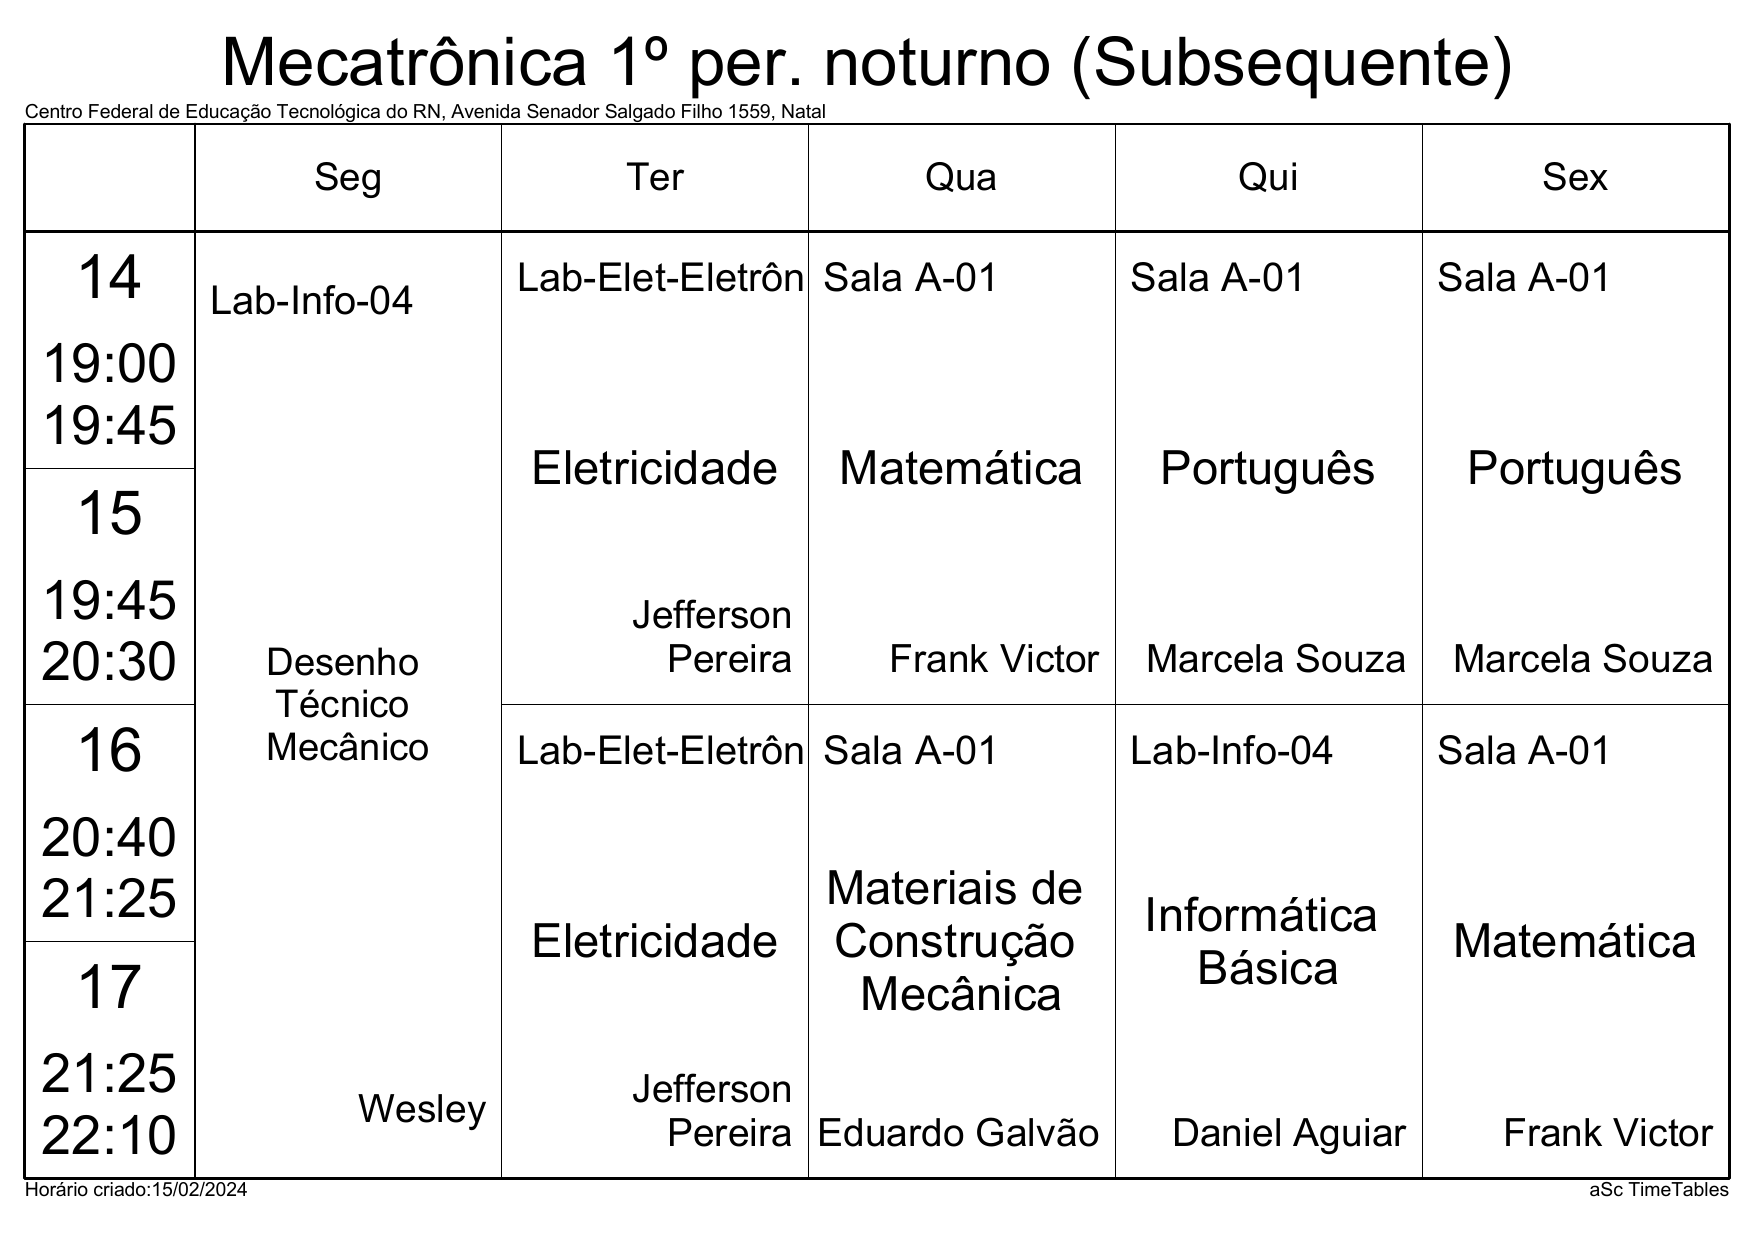 Mecatrônica 1º per. noturno (Subsequente)
Centro Federal de Educação Tecnológica do RN, Avenida Senador Salgado Filho 1559, Natal
Seg
Ter
Qua
Qui
Sex
14
19:00
19:45
15
19:45
20:30
16
20:40
21:25
17
21:25
22:10
Lab-Info-04
Desenho
Técnico
Mecânico
Wesley
Lab-Elet-Eletrôn
Eletricidade
Jefferson
Pereira
Sala A-01
Matemática
Frank Victor
Sala A-01
Português
Marcela Souza
Sala A-01
Português
Marcela Souza
Lab-Elet-Eletrôn
Eletricidade
Jefferson
Pereira
Sala A-01
Materiais de
Construção
Mecânica
Eduardo Galvão
Lab-Info-04
Informática
Básica
Daniel Aguiar
Sala A-01
Matemática
Frank Victor
Horário criado:15/02/2024
aSc TimeTables